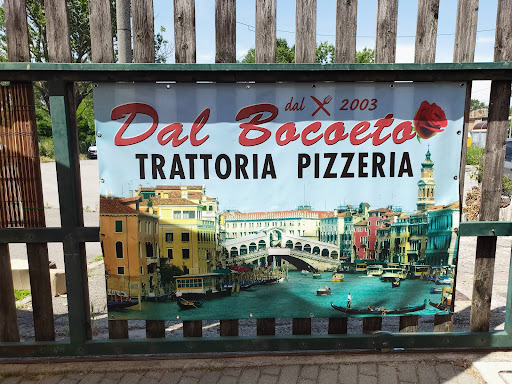 dal 2003
Dal Bocoeto
TRATTORIA PIZZERIA